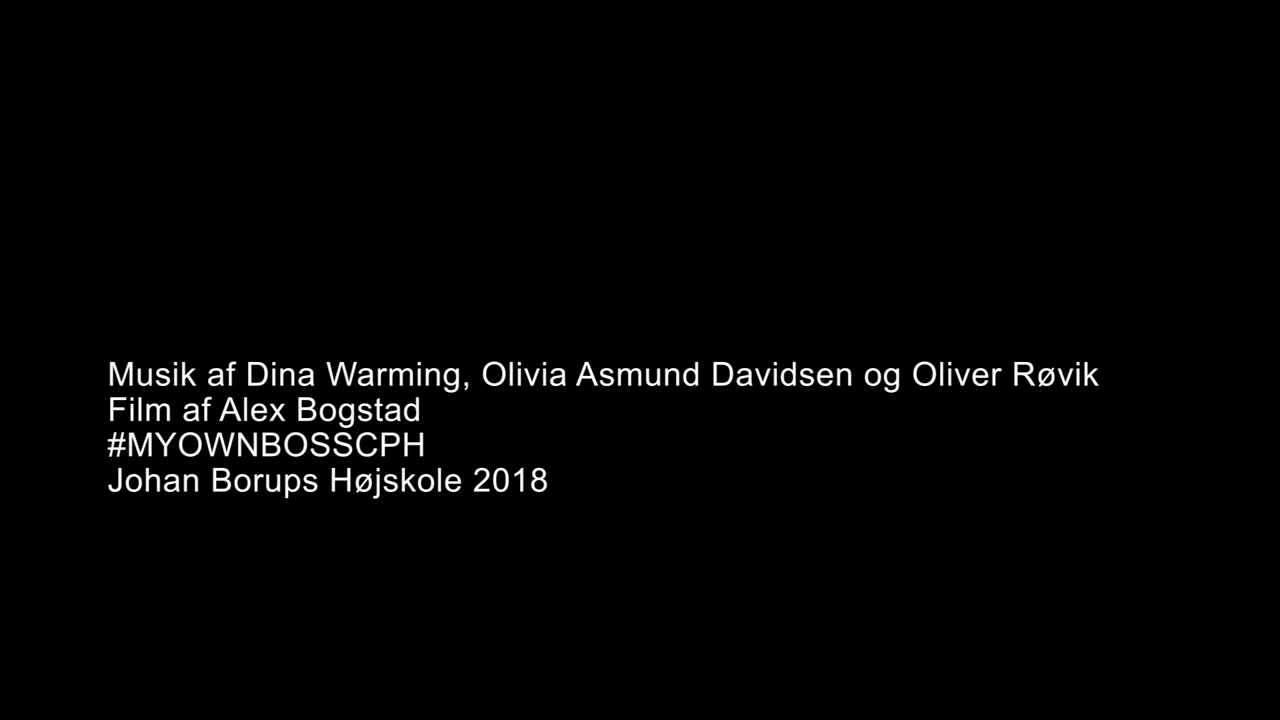 Musik af Dina Warming, Olivia Asmund Davidsen og Oliver Røvik
Film af Alex Bogstad
#MYOWNBOSSCPH
Johan Borups Højskole 2018